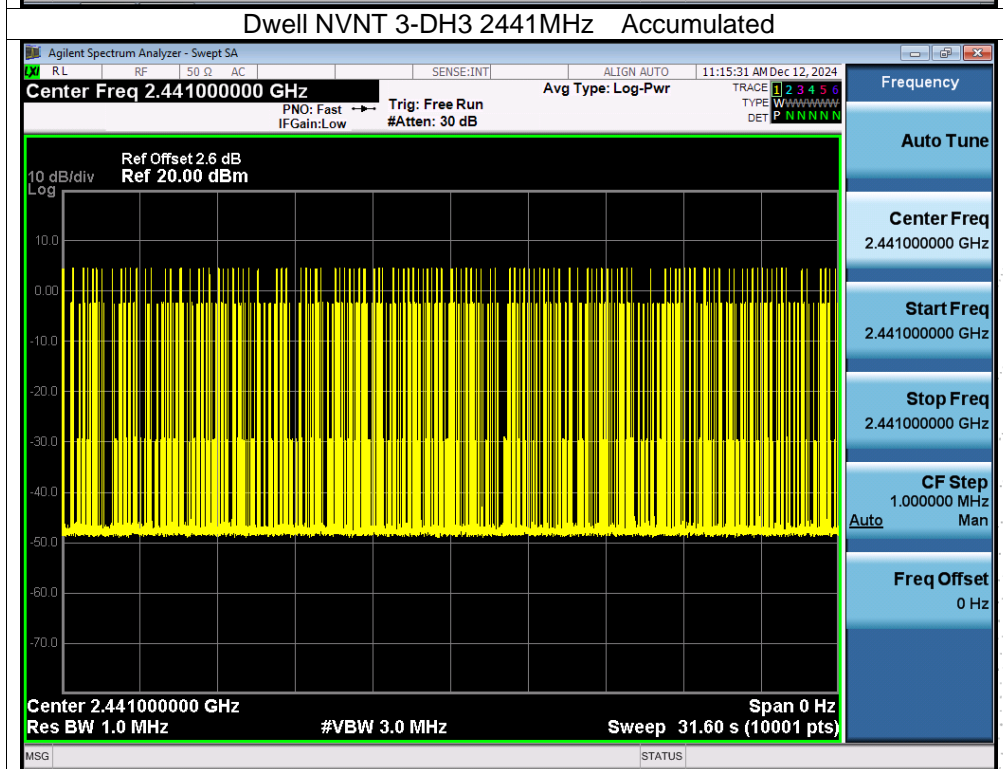 Dwell NVNT 3-DH3 2441MHz Accumulated
Agilent Spectrum Analyzer - Swept SA
LXI RL RF 50 Ω AC SENSE:INT ALIGN AUTO 11:15:31 AM Dec 12, 2024
Center Freq 2.441000000 GHz
PNO: Fast
IFGain:Low
Trig: Free Run
#Atten: 30 dB
Avg Type: Log-Pwr
TRACE 1 2 3 4 5 6
TYPE WWWWWW
DET P N N N N N
Ref Offset 2.6 dB
10 dB/div Ref 20.00 dBm
Log
10.0
0.00
-10.0
-20.0
-30.0
-40.0
-50.0
-60.0
-70.0
Center 2.441000000 GHz Span 0 Hz
Res BW 1.0 MHz #VBW 3.0 MHz Sweep 31.60 s (10001 pts)
MSG STATUS
Frequency
Auto Tune
Center Freq
2.441000000 GHz
Start Freq
2.441000000 GHz
Stop Freq
2.441000000 GHz
CF Step
1.000000 MHz
Auto Man
Freq Offset
0 Hz